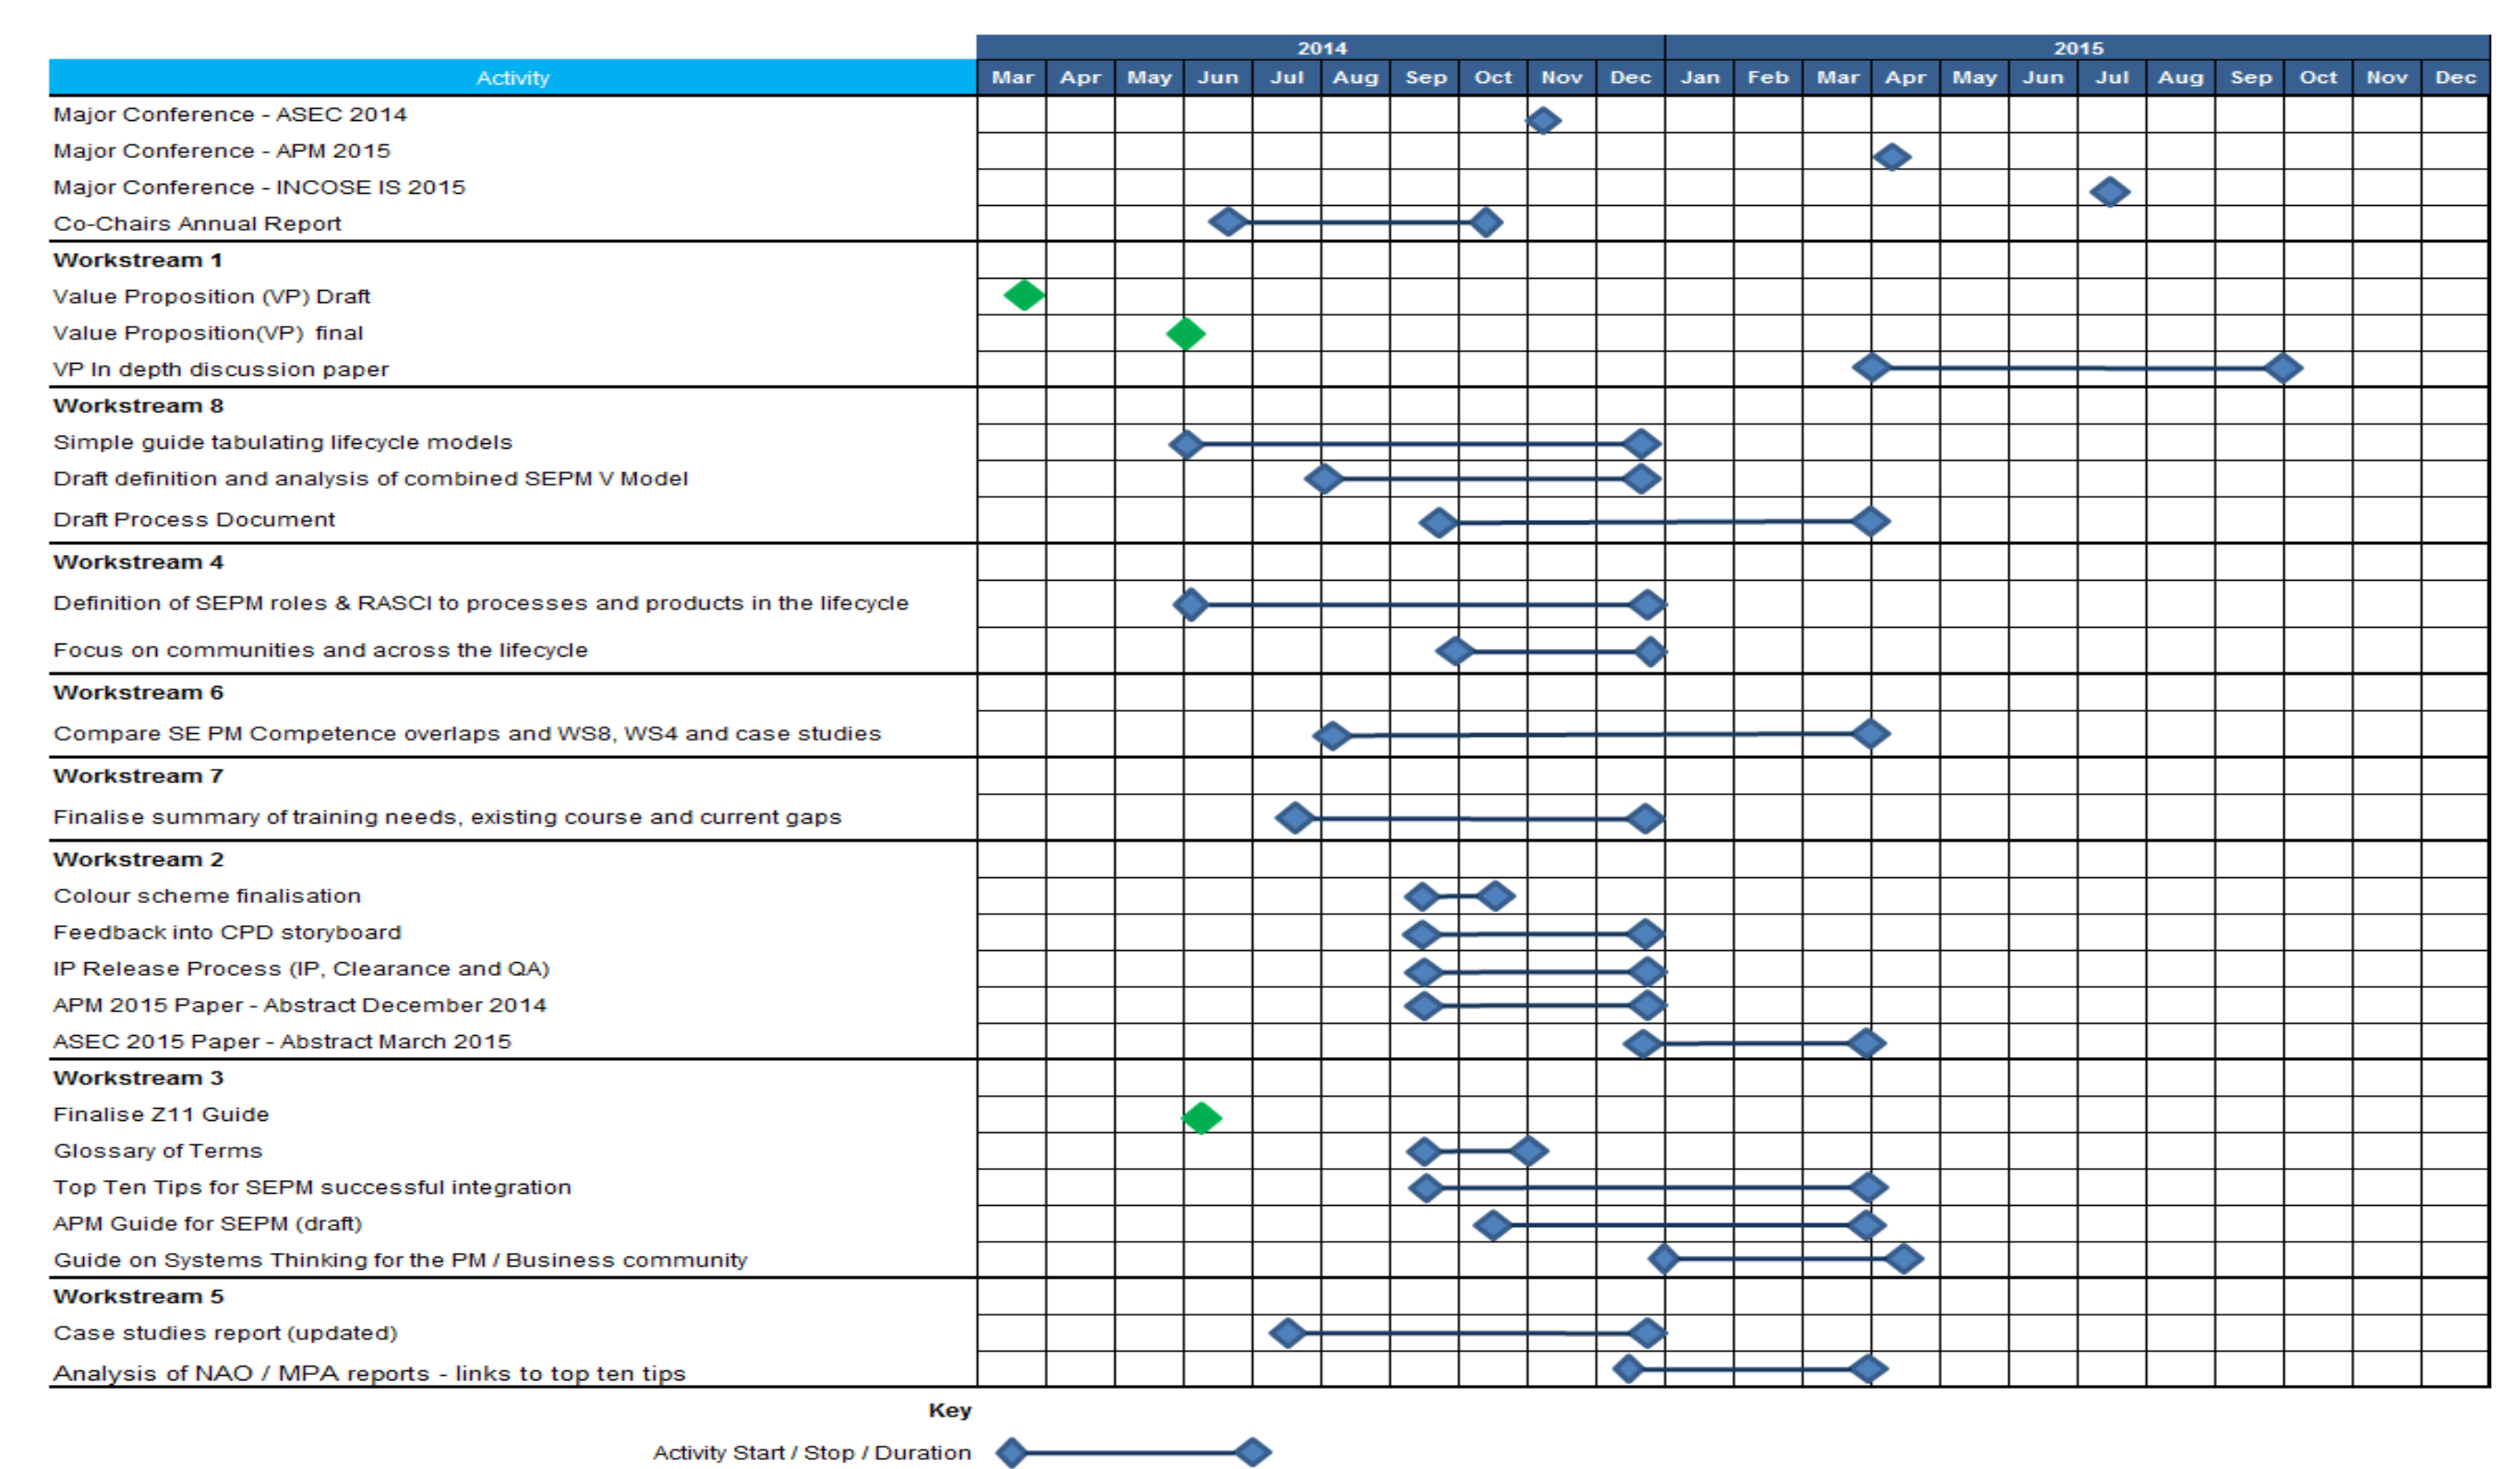 2014 2015
Activity Mar Apr May Jun Jul Aug Sep Oct Nov Dec Jan Feb Mar Apr May Jun Jul Aug Sep Oct Nov Dec
Major Conference - ASEC 2014
Major Conference - APM 2015
Major Conference - INCOSE IS 2015
Co-Chairs Annual Report
Workstream 1
Value Proposition (VP) Draft
Value Proposition(VP) final
VP In depth discussion paper
Workstream 8
Simple guide tabulating lifecycle models
Draft definition and analysis of combined SEPM V Model
Draft Process Document
Workstream 4
Definition of SEPM roles & RASCI to processes and products in the lifecycle
Focus on communities and across the lifecycle
Workstream 6
Compare SE PM Competence overlaps and WS8, WS4 and case studies
Workstream 7
Finalise summary of training needs, existing course and current gaps
Workstream 2
Colour scheme finalisation
Feedback into CPD storyboard
IP Release Process (IP, Clearance and QA)
APM 2015 Paper - Abstract December 2014
ASEC 2015 Paper - Abstract March 2015
Workstream 3
Finalise Z11 Guide
Glossary of Terms
Top Ten Tips for SEPM successful integration
APM Guide for SEPM (draft)
Guide on Systems Thinking for the PM / Business community
Workstream 5
Case studies report (updated)
Analysis of NAO / MPA reports - links to top ten tips
Key
Activity Start / Stop / Duration